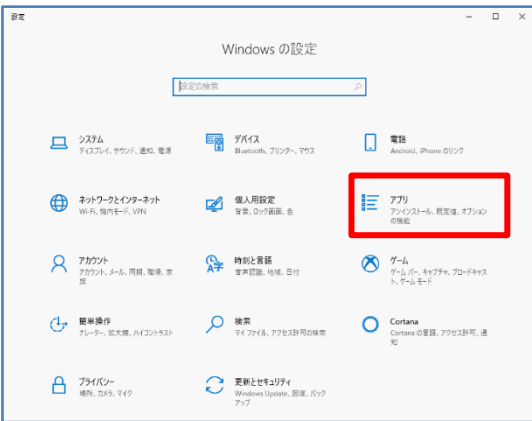 設定
Windows の設定
設定の検索
システム
ディスプレイ、サウンド、通知、電源
デバイス
Bluetooth、プリンター、マウス
電話
Android、iPhone のリンク
ネットワークとインターネット
Wi-Fi、機内モード、VPN
個人用設定
背景、ロック画面、色
アプリ
アンインストール、既定値、オプション
の機能
アカウント
アカウント、メール、同期、職場、家
族
時刻と言語
音声認識、地域、日付
ゲーム
ゲーム バー、キャプチャ、ブロードキャス
ト、ゲーム モード
簡単操作
ナレーター、拡大鏡、ハイコントラスト
検索
マイ ファイル、アクセス許可の検索
Cortana
Cortana の言語、アクセス許可、通
知
プライバシー
場所、カメラ、マイク
更新とセキュリティ
Windows Update、回復、バック
アップ